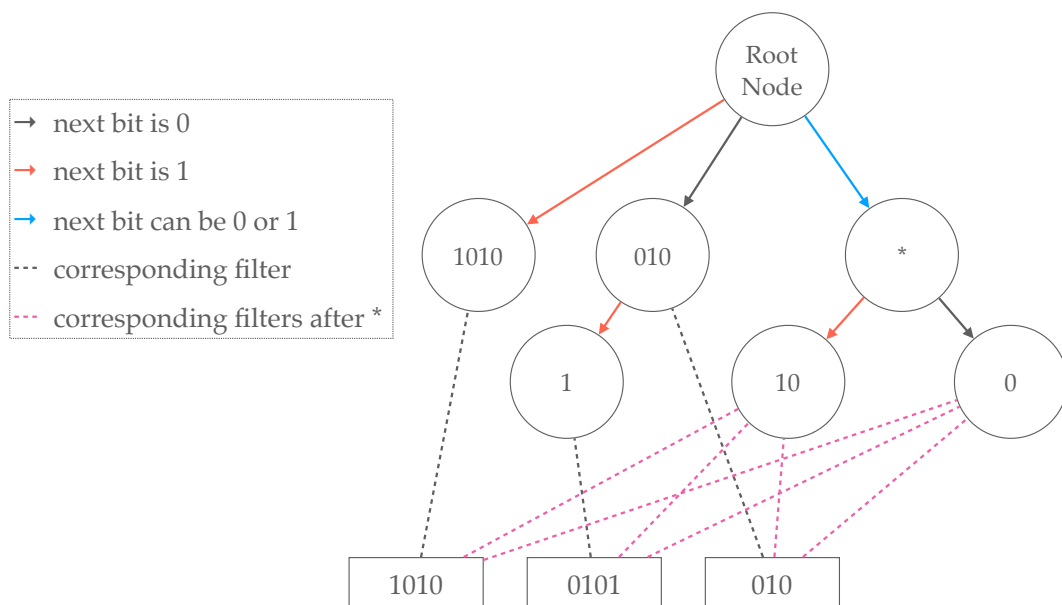 Root
Node
next bit is 0
next bit is 1
next bit can be 0 or 1
corresponding filter
corresponding filters after *
1010
010
*
1
10
0
1010
0101
010